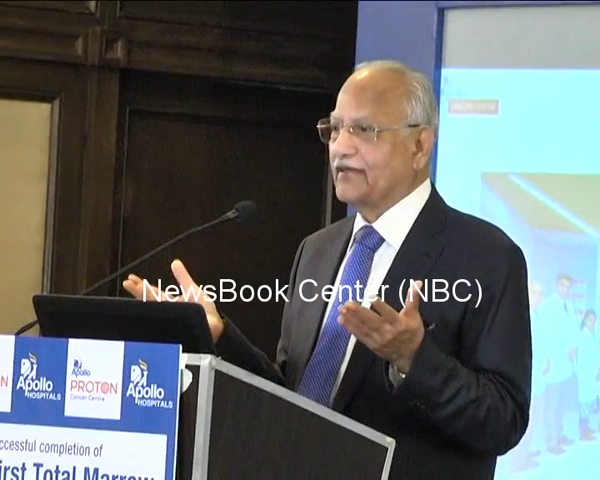 NewsBook Center (NBC)
Apollo
HOSPITALS
Apollo
PROTON
Cancer Centre
Apollo
HOSPITALS
ccessful completion of
irst Total Marrow